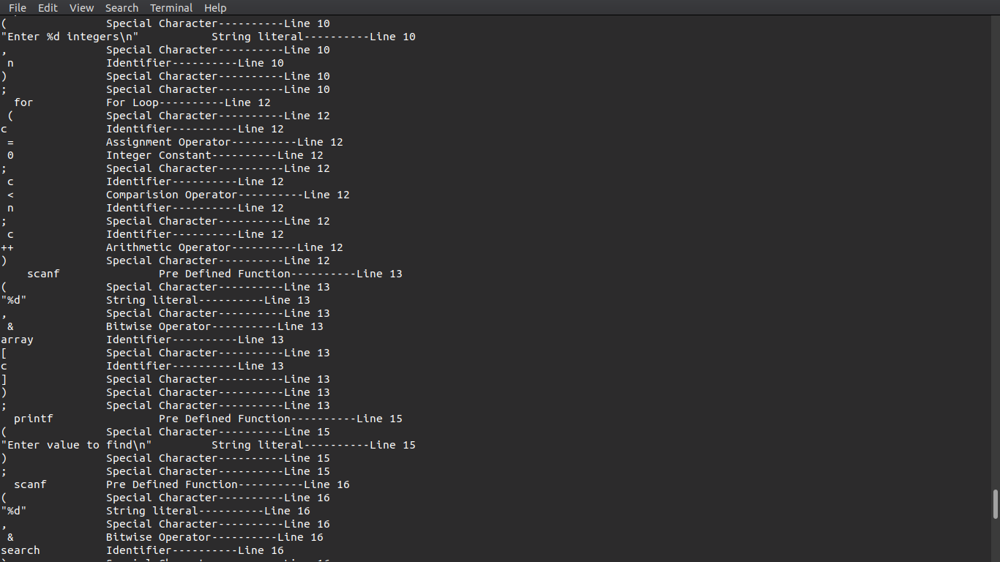 File Edit View Search Terminal Help
( Special Character----------Line 10
"Enter %d integers\n" String literal----------Line 10
, Special Character----------Line 10
n Identifier----------Line 10
) Special Character----------Line 10
; Special Character----------Line 10
for For Loop----------Line 12
( Special Character----------Line 12
c Identifier----------Line 12
= Assignment Operator----------Line 12
0 Integer Constant----------Line 12
; Special Character----------Line 12
c Identifier----------Line 12
< Comparision Operator----------Line 12
n Identifier----------Line 12
; Special Character----------Line 12
c Identifier----------Line 12
++ Arithmetic Operator----------Line 12
) Special Character----------Line 12
scanf Pre Defined Function----------Line 13
( Special Character----------Line 13
"%d" String literal----------Line 13
, Special Character----------Line 13
& Bitwise Operator----------Line 13
array Identifier----------Line 13
[ Special Character----------Line 13
c Identifier----------Line 13
] Special Character----------Line 13
) Special Character----------Line 13
; Special Character----------Line 13
printf Pre Defined Function----------Line 15
( Special Character----------Line 15
"Enter value to find\n" String literal----------Line 15
) Special Character----------Line 15
; Special Character----------Line 15
scanf Pre Defined Function----------Line 16
( Special Character----------Line 16
"%d" String literal----------Line 16
, Special Character----------Line 16
& Bitwise Operator----------Line 16
search Identifier----------Line 16